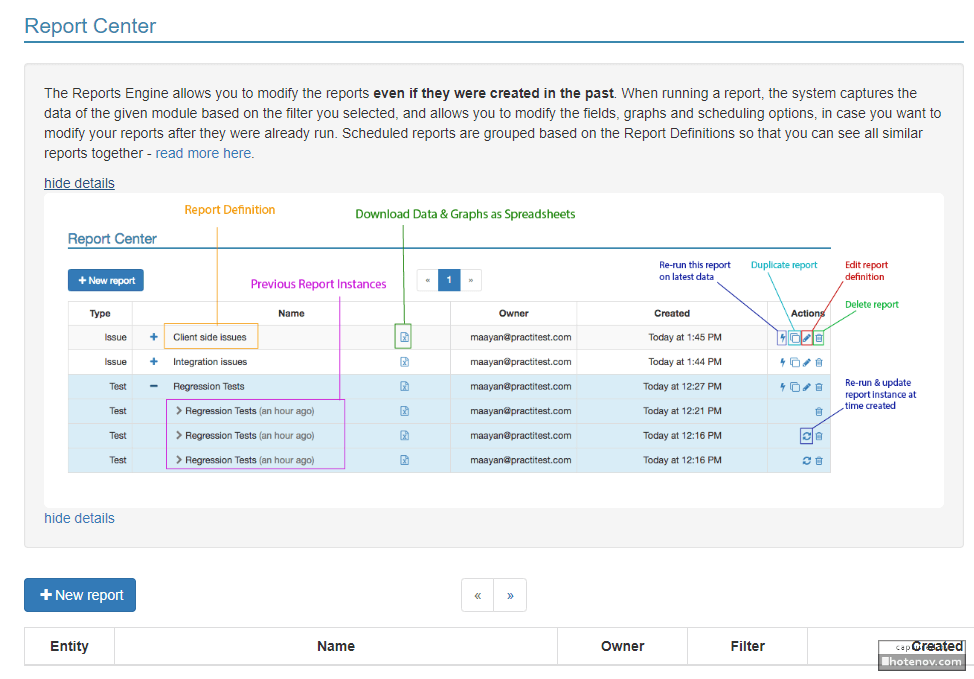 Report Center
The Reports Engine allows you to modify the reports even if they were created in the past. When running a report, the system captures the
data of the given module based on the filter you selected, and allows you to modify the fields, graphs and scheduling options, in case you want to
modify your reports after they were already run. Scheduled reports are grouped based on the Report Definitions so that you can see all similar
reports together - read more here.
hide details
Report Definition
Download Data & Graphs as Spreadsheets
Report Center
Re-run this report
on latest data
Duplicate report
Edit report
definition
+ New report
Previous Report Instances
« 1 »
Delete report
Type Name Owner Created Actions
Issue + Client side issues maayan@practitest.com Today at 1:45 PM
Issue + Integration issues maayan@practitest.com Today at 1:44 PM
Test − Regression Tests maayan@practitest.com Today at 12:27 PM
Re-run & update
report instance at
time created
Test > Regression Tests (an hour ago) maayan@practitest.com Today at 12:21 PM
Test > Regression Tests (an hour ago) maayan@practitest.com Today at 12:16 PM
Test > Regression Tests (an hour ago) maayan@practitest.com Today at 12:16 PM
hide details
+ New report
« »
Entity Name Owner Filter Created
hotenov.com